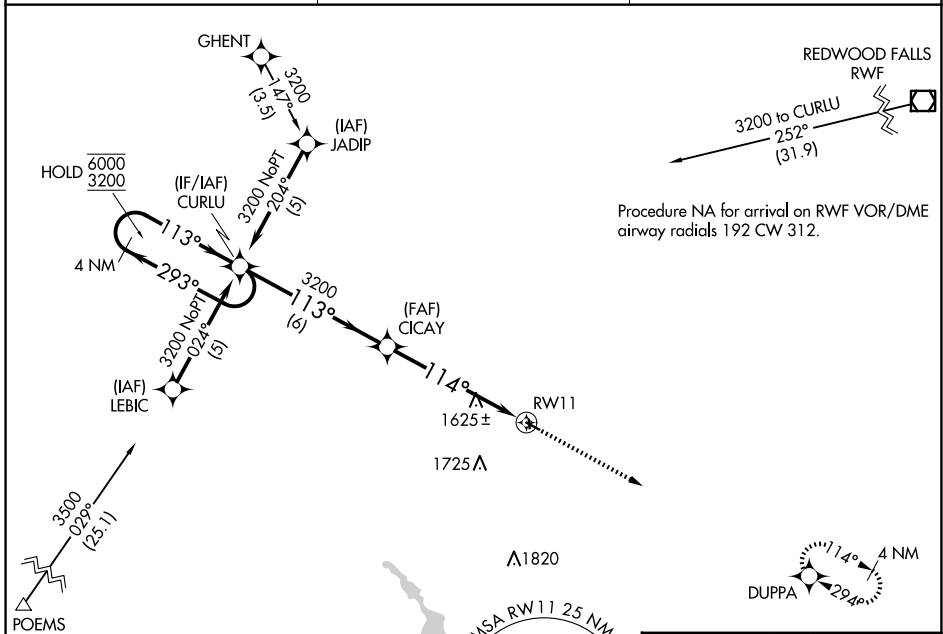 GHENT
3200
147°
(3.5)
(IAF)
JADIP
REDWOOD FALLS
RWF
3200 to CURLU
252°
(31.9)
HOLD 6000
3200
(IF/IAF)
CURLU
3200 NoPT
204°
(5)
Procedure NA for arrival on RWF VOR/DME
airway radials 192 CW 312.
113°
4 NM
293°
3200
113°
(6)
(FAF)
CICAY
3200 NoPT
024°
(5)
(IAF)
LEBIC
114°
RW11
1625±
1725
3500
029°
(25.1)
POEMS
1820
114°
4 NM
294°
DUPPA
MSA RW11 25 NM